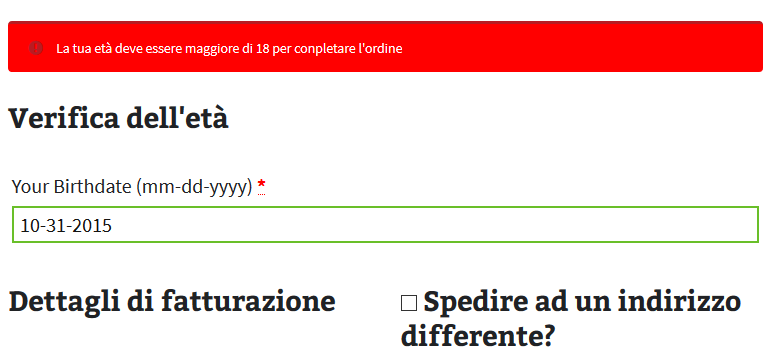 La tua età deve essere maggiore di 18 per conpletare l'ordine
Verifica dell'età
Your Birthdate (mm-dd-yyyy) *
10-31-2015
Dettagli di fatturazione
Spedire ad un indirizzo
differente?